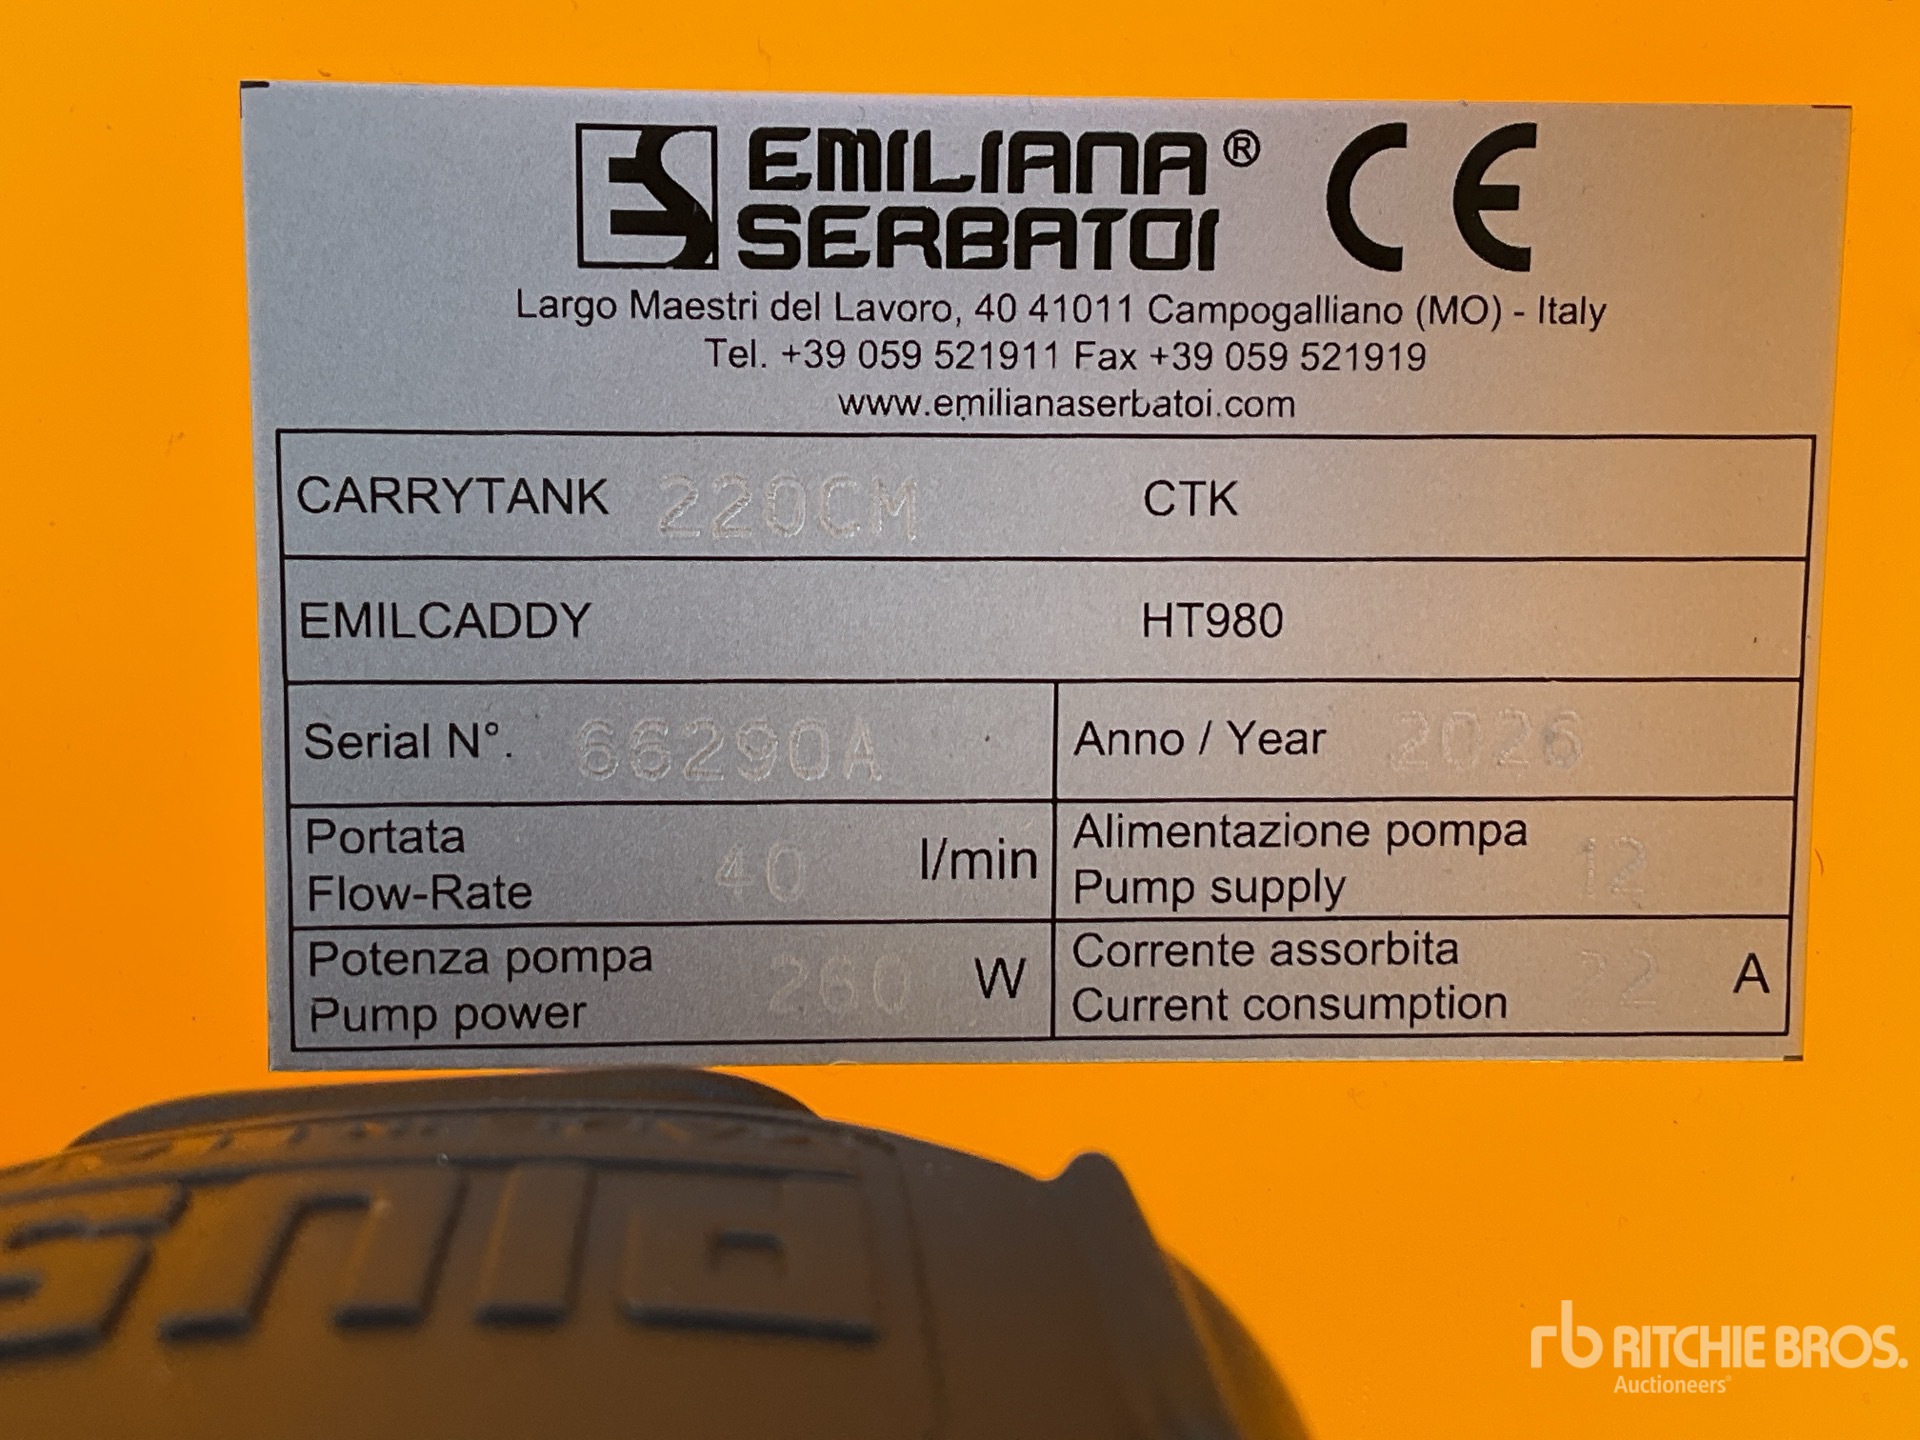 EMILIANA®
SERBATOI
CE
Largo Maestri del Lavoro, 40 41011 Campogalliano (MO) - Italy
Tel. +39 059 521911 Fax +39 059 521919
www.emilianaserbatoi.com
CARRYTANK 220CM CTK
EMILCADDY HT980
Serial N°. 66290A Anno / Year 2026
Portata
Flow-Rate 40 l/min
Alimentazione pompa
Pump supply 12
Potenza pompa
Pump power 260 W
Corrente assorbita
Current consumption 22 A
rb RITCHIE BROS.
Auctioneers